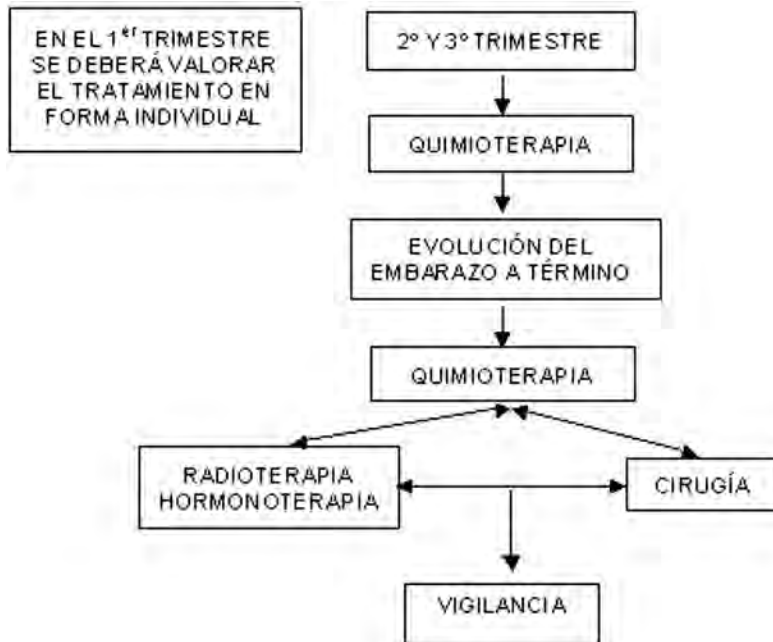 EN EL 1er TRIMESTRE
SE DEBERÁ VALORAR
EL TRATAMIENTO EN
FORMA INDIVIDUAL
2º Y 3º TRIMESTRE
QUIMIOTERAPIA
EVOLUCIÓN DEL
EMBARAZO A TÉRMINO
QUIMIOTERAPIA
RADIOTERAPIA
HORMONOTERAPIA
CIRUGÍA
VIGILANCIA